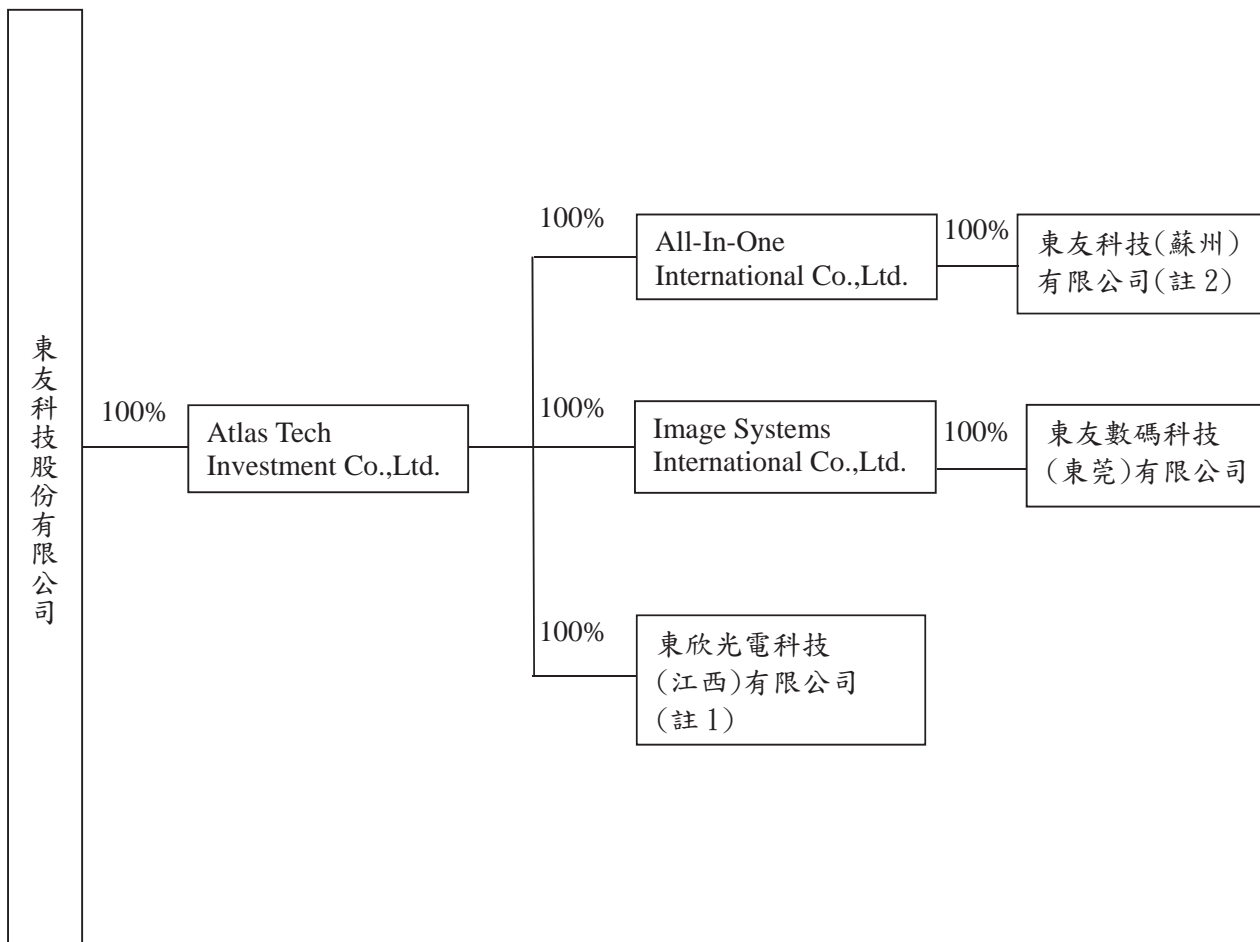 東友科技股份有限公司
100%
Atlas Tech
Investment Co.,Ltd.
100%
All-In-One
International Co.,Ltd.
100%
東友科技(蘇州)
有限公司(註2)
100%
Image Systems
International Co.,Ltd.
100%
東友數碼科技
(東莞)有限公司
100%
東欣光電科技
(江西)有限公司
(註1)